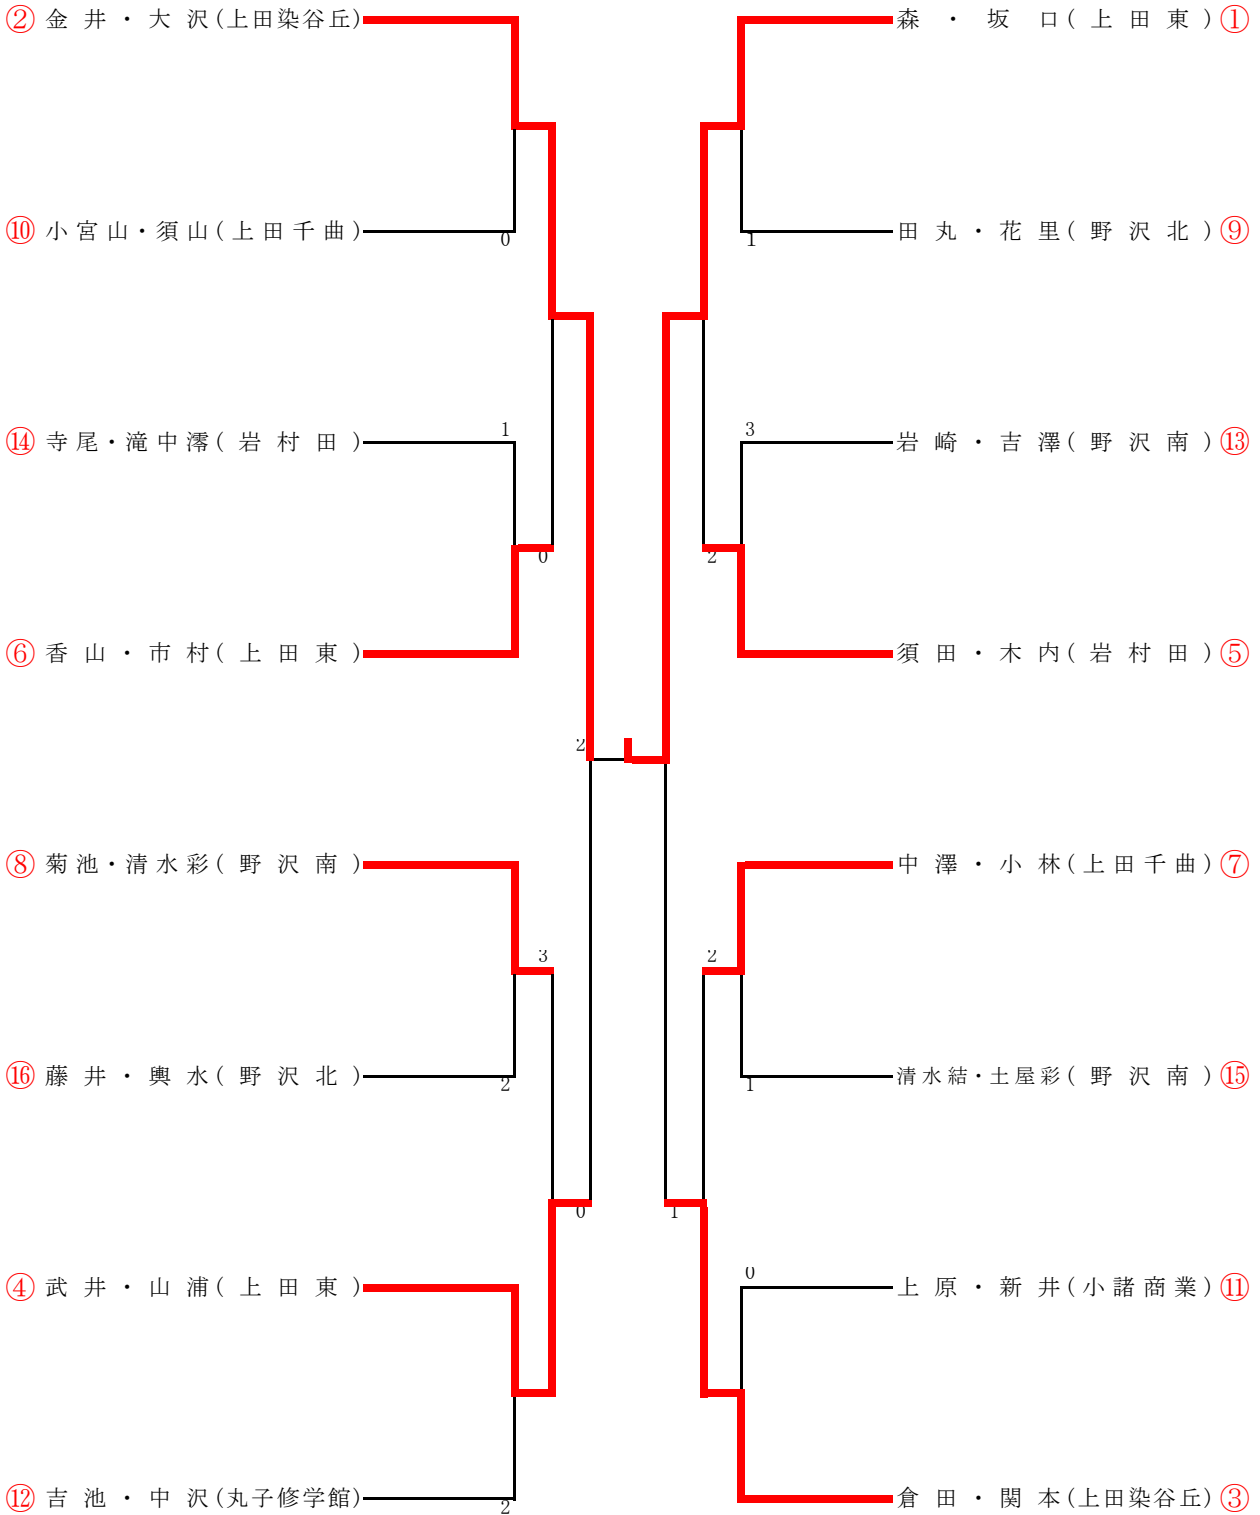 ② 金井・大沢(上田染谷丘)
森・坂口(上田東) ①
⑩ 小宮山・須山(上田千曲)
0
1
田丸・花里(野沢北) ⑨
⑭ 寺尾・滝中澪(岩村田)
1
3
岩崎・吉澤(野沢南) ⑬
0
2
⑥ 香山・市村(上田東)
須田・木内(岩村田) ⑤
2
⑧ 菊池・清水彩(野沢南)
中澤・小林(上田千曲) ⑦
3
2
⑯ 藤井・輿水(野沢北)
2
1
清水結・土屋彩(野沢南) ⑮
0
1
④ 武井・山浦(上田東)
0
上原・新井(小諸商業) ⑪
⑫ 吉池・中沢(丸子修学館)
2
倉田・関本(上田染谷丘) ③